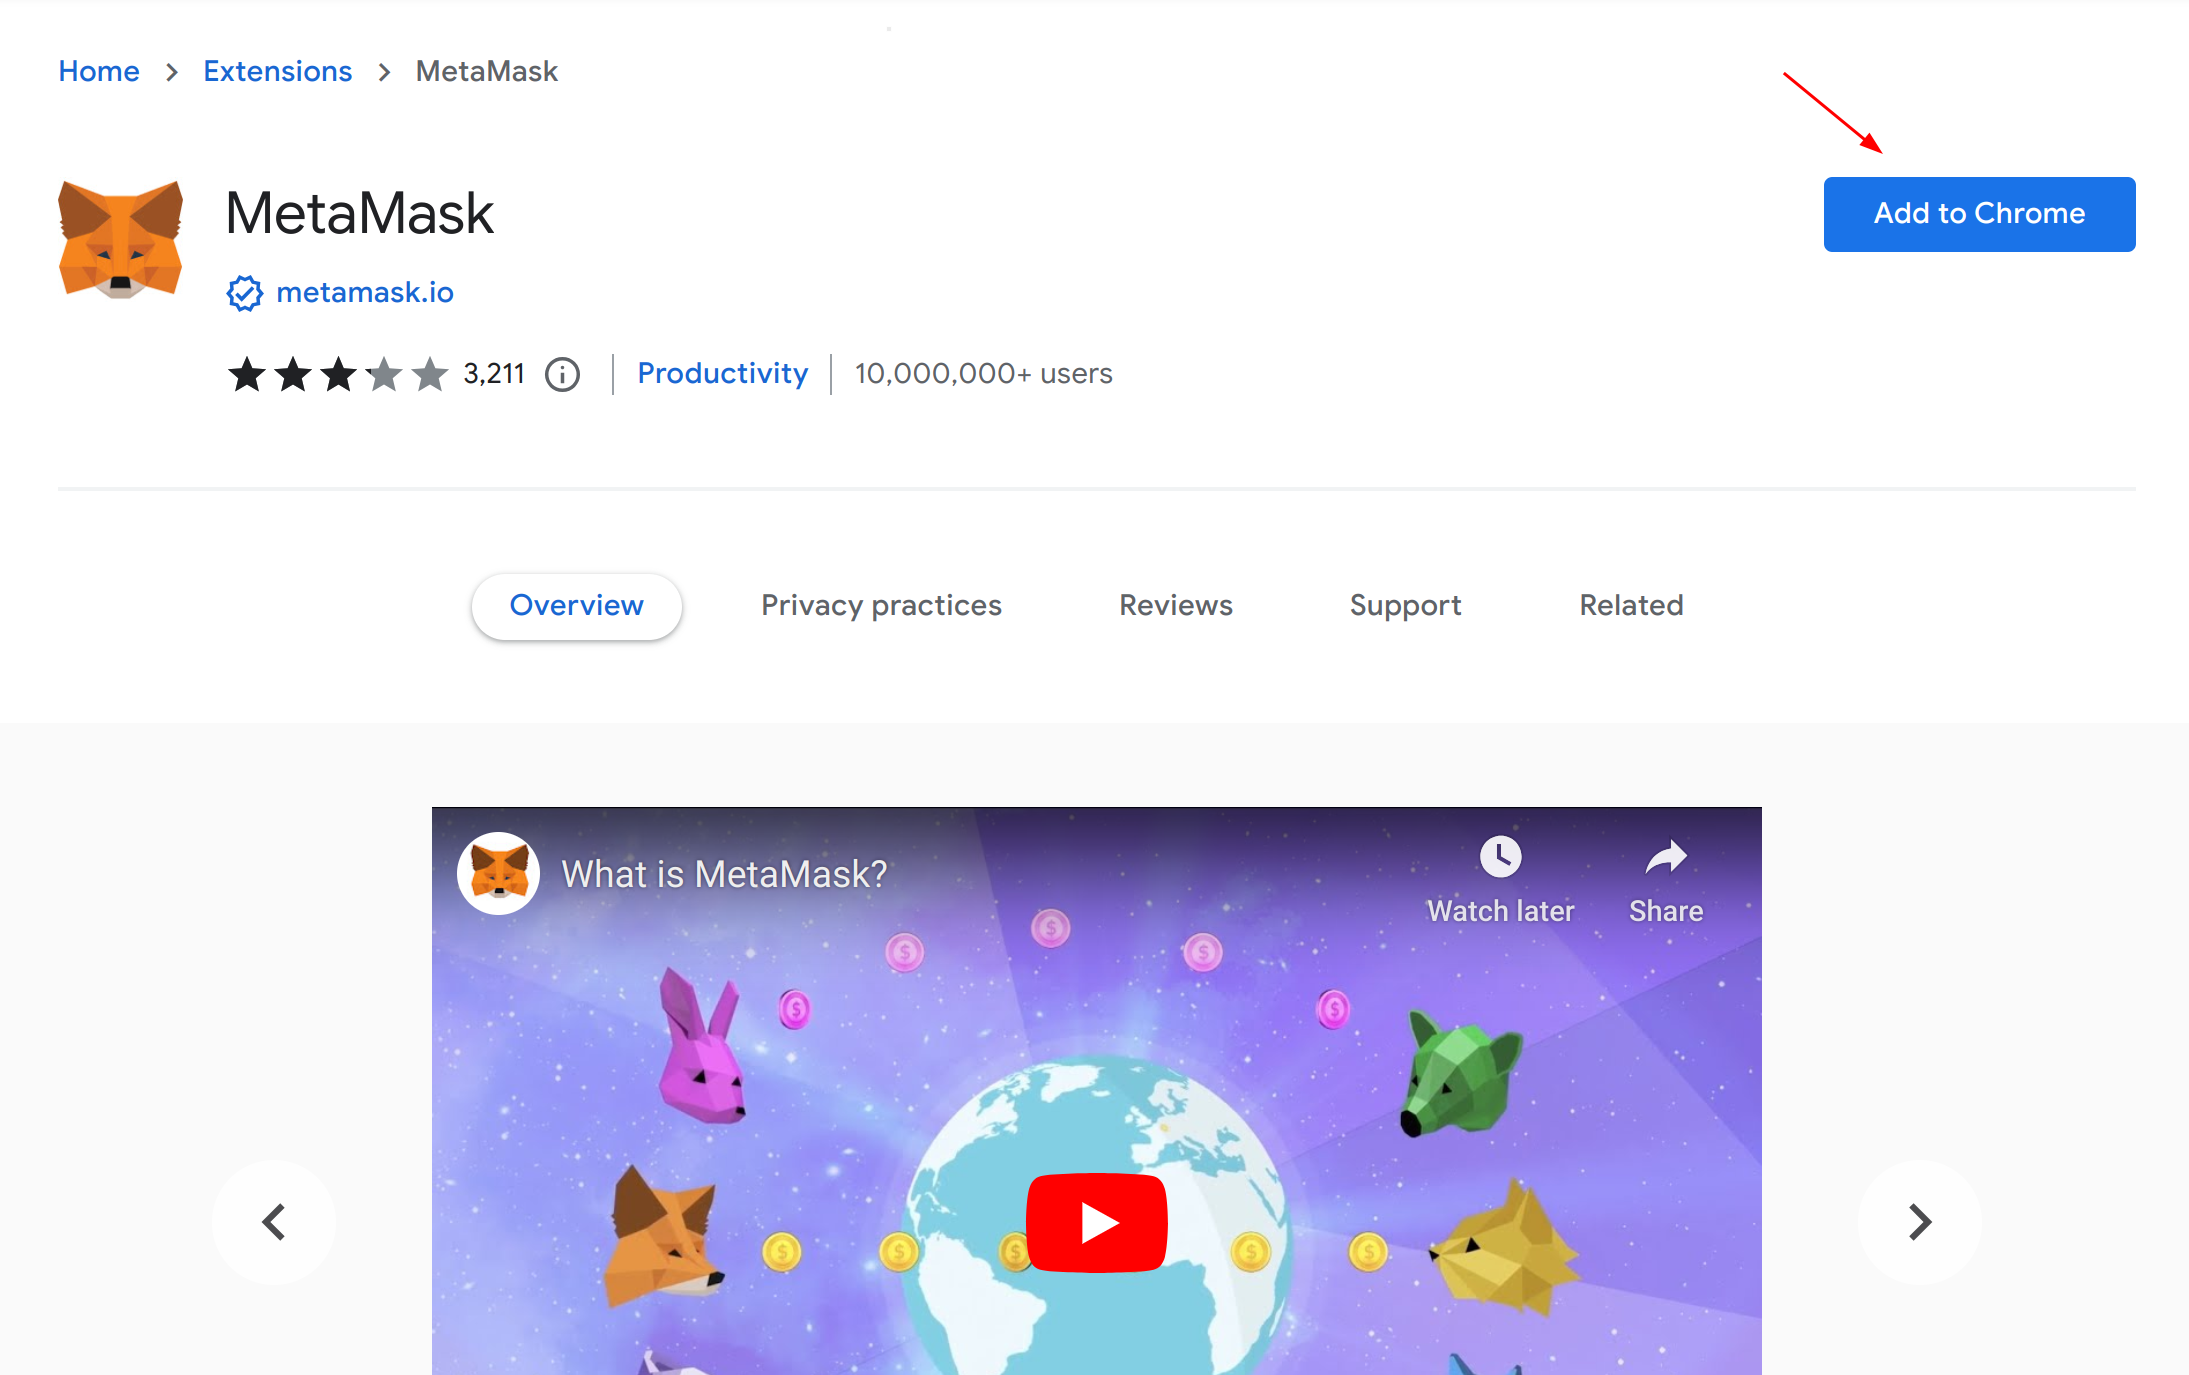 Home > Extensions > MetaMask
MetaMask
Add to Chrome
metamask.io
3,211
Productivity
10,000,000+ users
Overview
Privacy practices
Reviews
Support
Related
What is MetaMask?
Watch later
Share